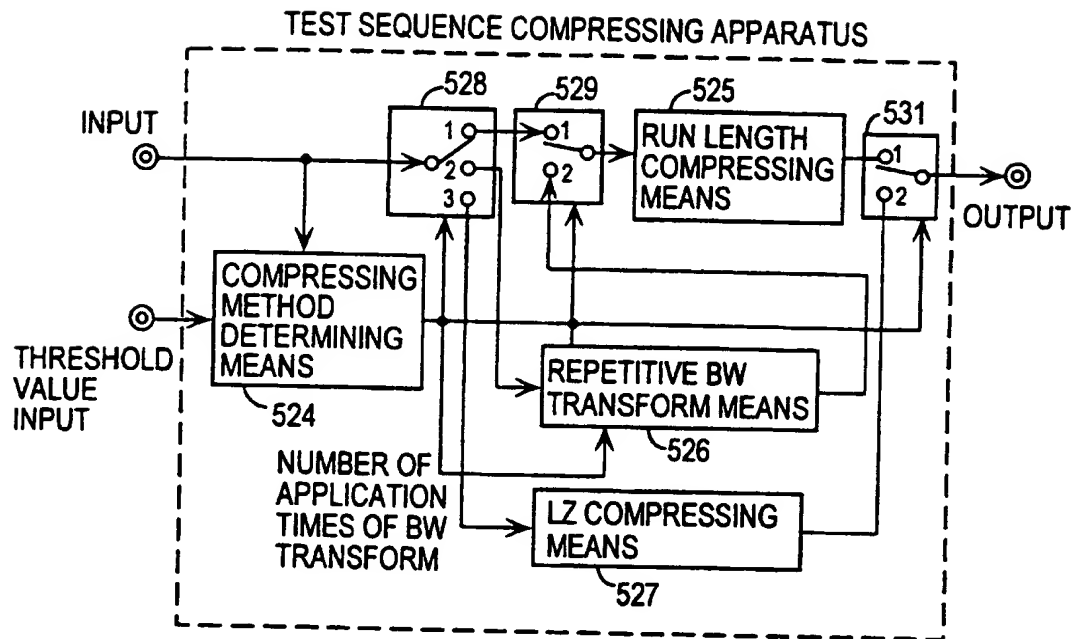 TEST SEQUENCE COMPRESSING APPARATUS
528
529
525
531
INPUT
1
2
3
1
2
RUN LENGTH
COMPRESSING
MEANS
1
2
OUTPUT
COMPRESSING
METHOD
DETERMINING
MEANS
524
THRESHOLD
VALUE
INPUT
REPETITIVE BW
TRANSFORM MEANS
526
NUMBER OF
APPLICATION
TIMES OF BW
TRANSFORM
LZ COMPRESSING
MEANS
527